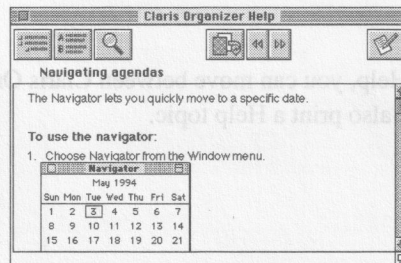 Claris Organizer Help
Navigating agendas
The Navigator lets you quickly move to a specific date.
To use the navigator:
1. Choose Navigator from the Window menu.
Navigator
May 1994
Sun Mon Tue Wed Thu Fri Sat
1 2 3 4 5 6 7
8 9 10 11 12 13 14
15 16 17 18 19 20 21